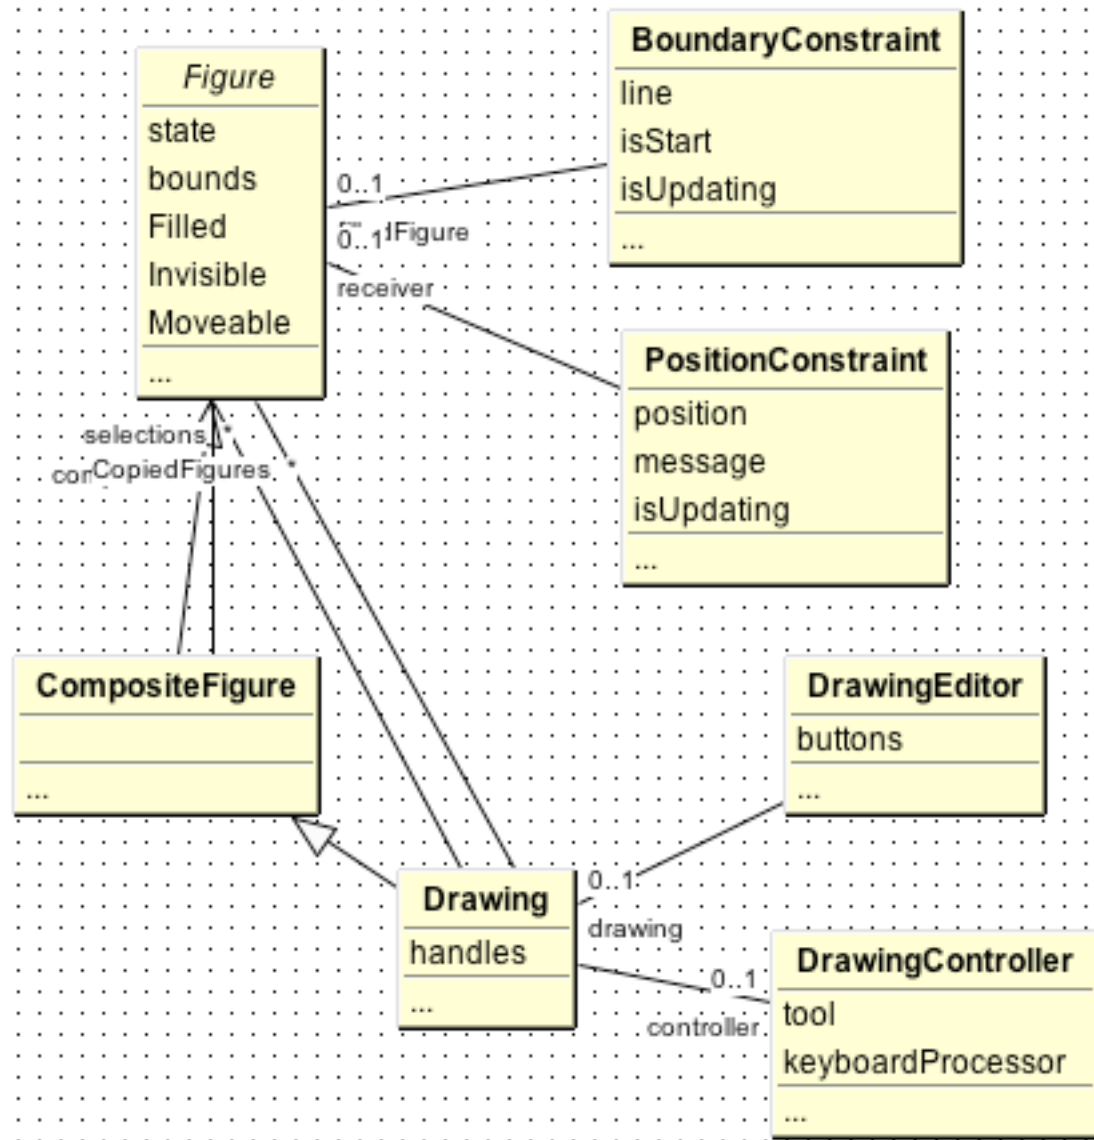 Figure
state
bounds
Filled
Invisible
Moveable
...
BoundaryConstraint
line
isStart
isUpdating
...
0..1
0..1
receiver
PositionConstraint
position
message
isUpdating
...
selections
*
CopiedFigures
*
CompositeFigure
...
DrawingEditor
buttons
...
Drawing
handles
...
0..1
drawing
0..1
controller
DrawingController
tool
keyboardProcessor
...